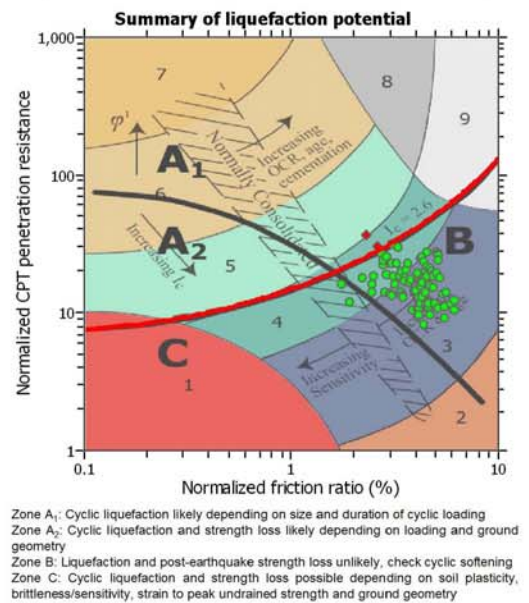 Summary of liquefaction potential
1,000
7
8
9
φ'
A1
Normally Consolidated
Increasing
OCR, age,
cementation
Normalized CPT penetration resistance
100
6
A2
Increasing Ic
Ic = 2.6
B
5
10
4
C
3
1
Increasing
Sensitivity
2
1
0.1
1
10
Normalized friction ratio (%)
Zone A1: Cyclic liquefaction likely depending on size and duration of cyclic loading
Zone A2: Cyclic liquefaction and strength loss likely depending on loading and ground
geometry
Zone B: Liquefaction and post-earthquake strength loss unlikely, check cyclic softening
Zone C: Cyclic liquefaction and strength loss possible depending on soil plasticity,
brittleness/sensitivity, strain to peak undrained strength and ground geometry